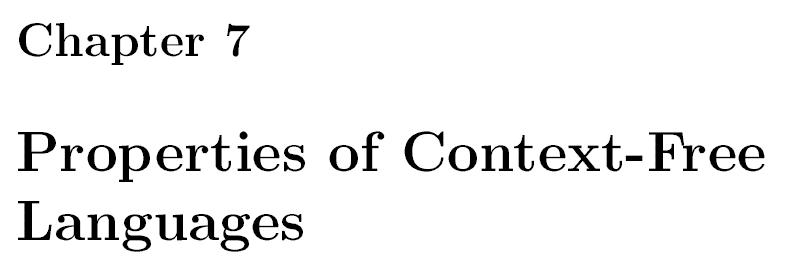 Chapter 7
Properties of Context-Free
Languages